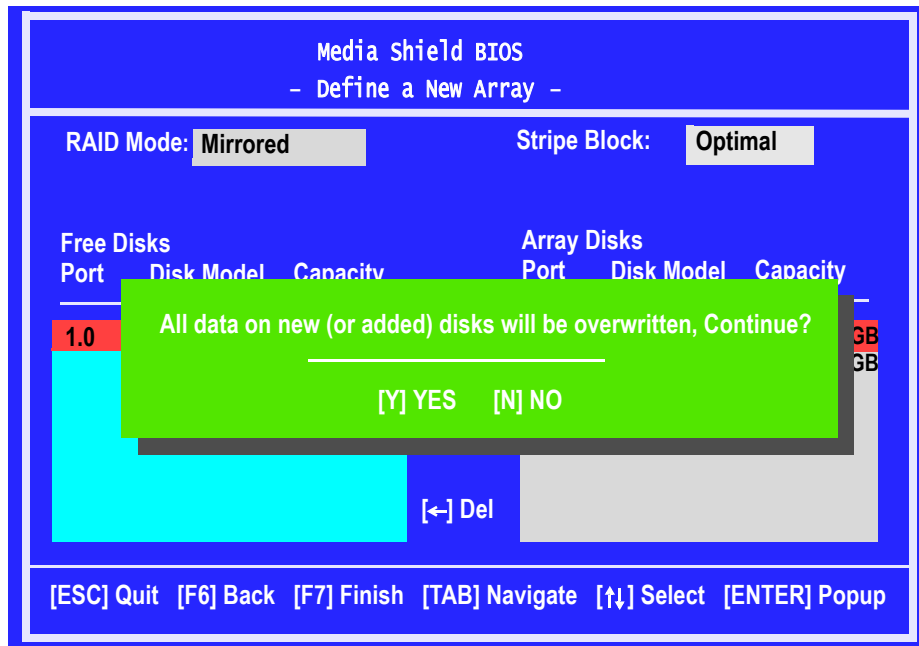 Media Shield BIOS
– Define a New Array –
RAID Mode: Mirrored Stripe Block: Optimal
Free Disks Array Disks
Port Disk Model Capacity Port Disk Model Capacity
All data on new (or added) disks will be overwritten, Continue?
1.0 GB
GB
[Y] YES [N] NO
[←] Del
[ESC] Quit [F6] Back [F7] Finish [TAB] Navigate [↑↓] Select [ENTER] Popup